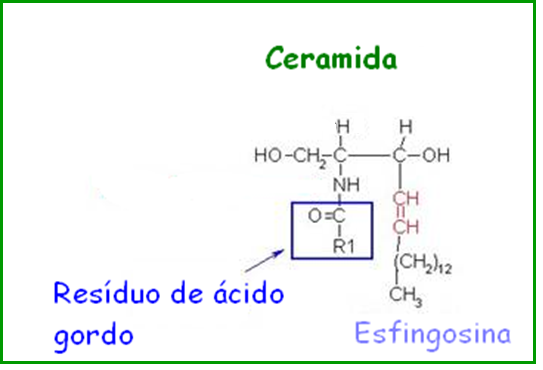 Ceramida
H H
HO-CH2-C C-OH
NH CH
O=C CH
R1
(CH2)12
CH3
Resíduo de ácido
gordo
Esfingosina